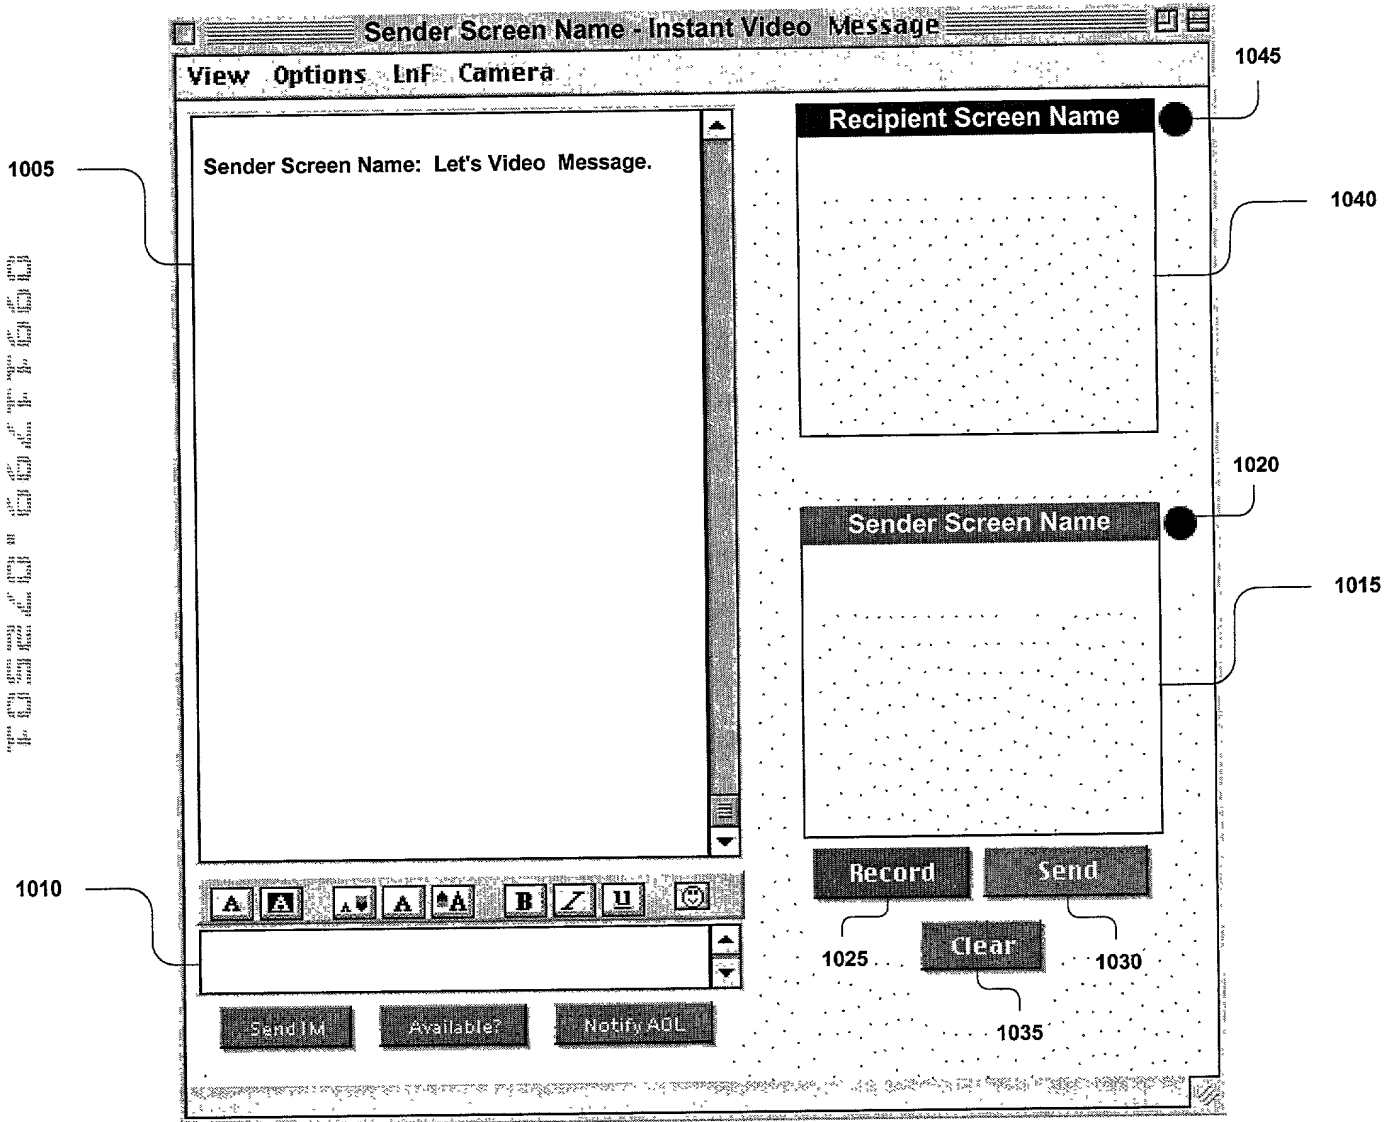 Sender Screen Name - Instant Video Message
View Options LnF Camera
1045
Recipient Screen Name
1005
Sender Screen Name: Let's Video Message.
1040
1020
Sender Screen Name
1015
Record Send
1010
A A A A A B I U
Clear
1025
1030
Send IM Available? Notify AOL
1035